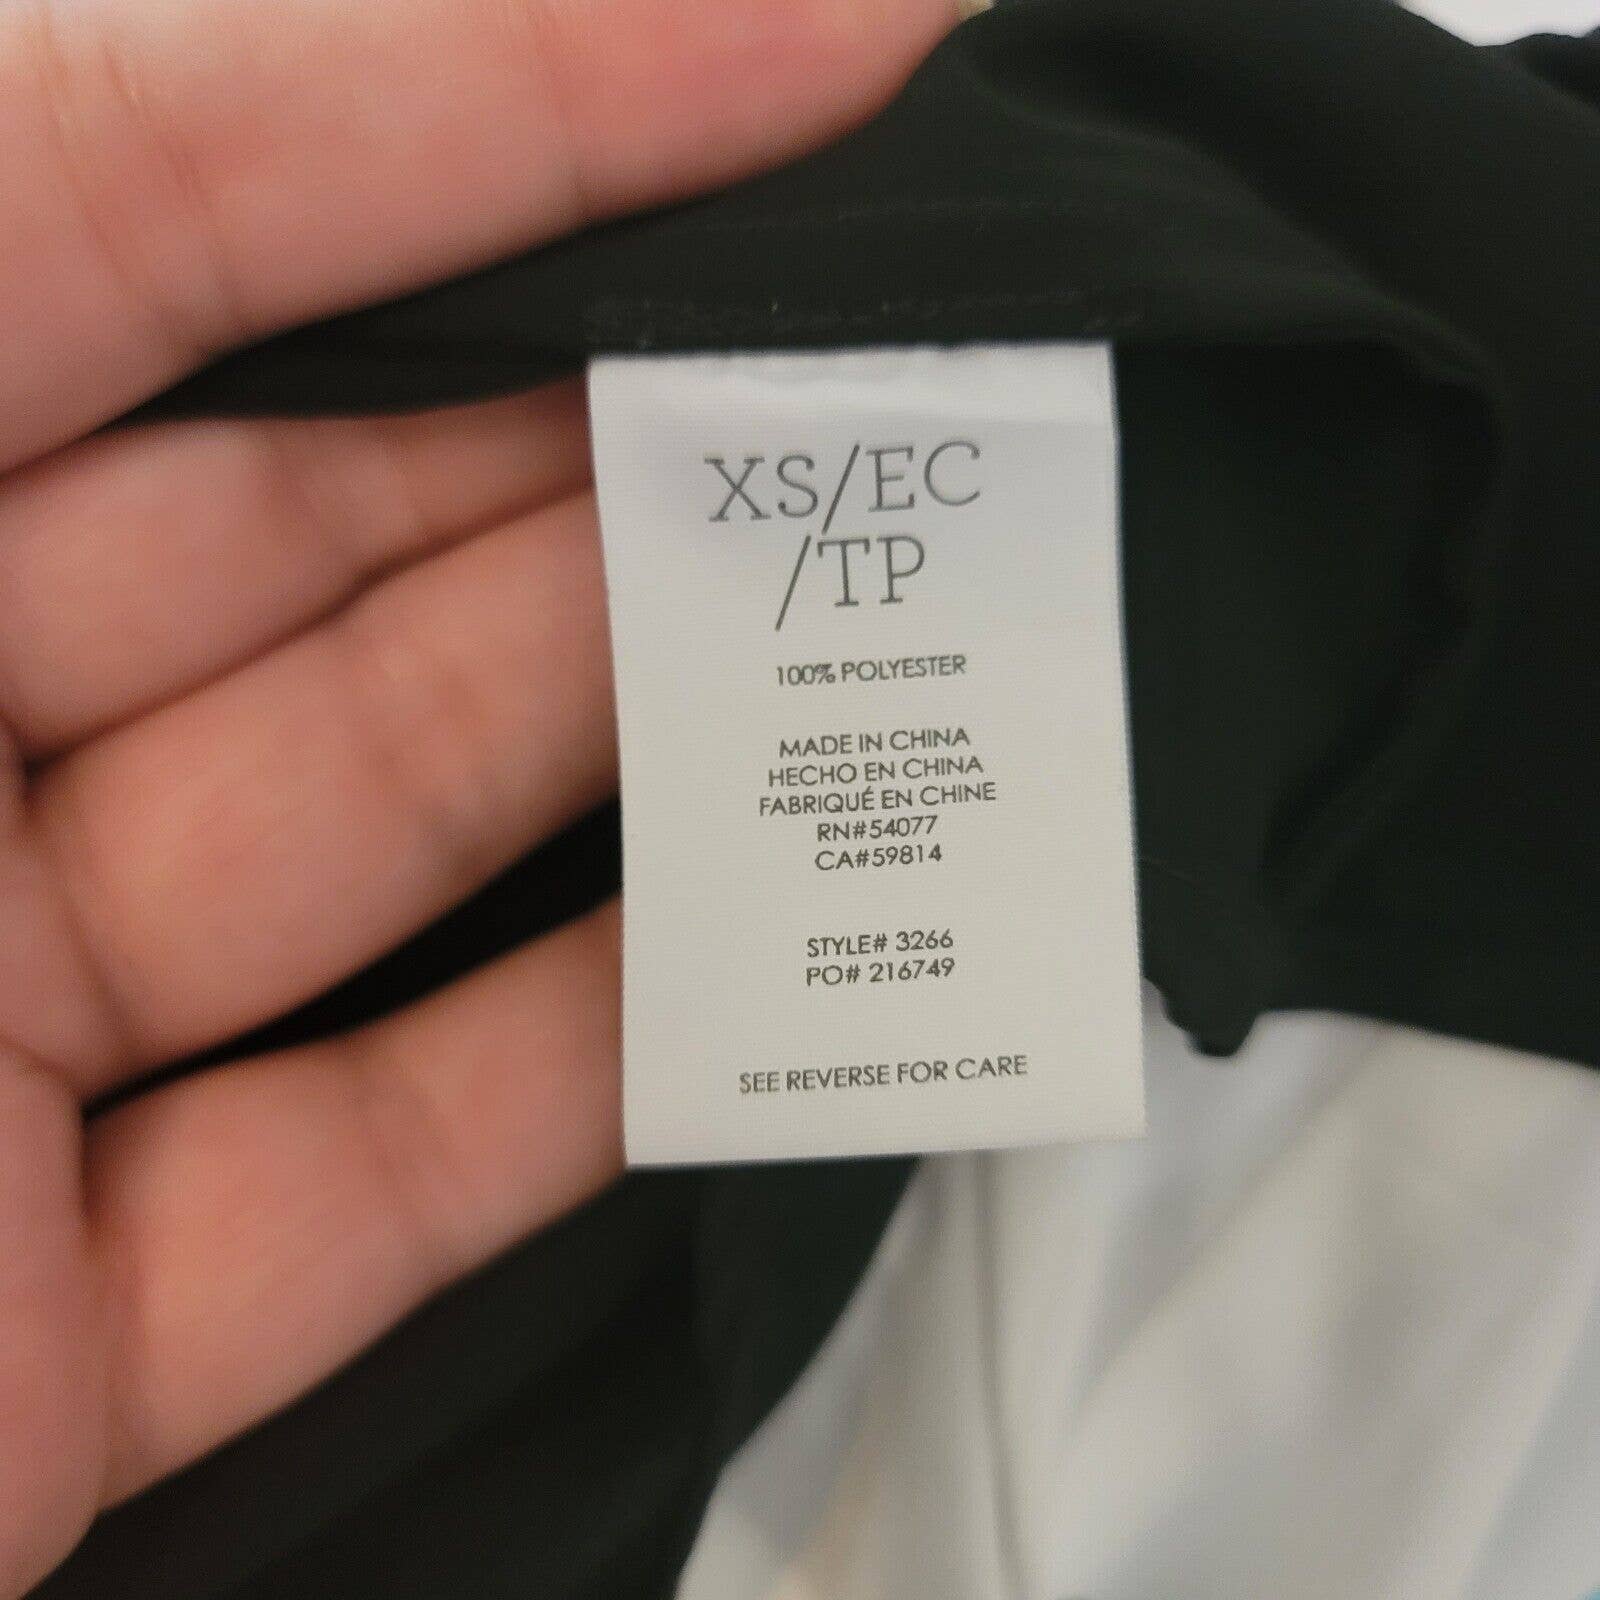 XS/EC
/TP
100% POLYESTER
MADE IN CHINA
HECHO EN CHINA
FABRIQUÉ EN CHINE
RN#54077
CA#59814
STYLE# 3266
PO# 216749
SEE REVERSE FOR CARE